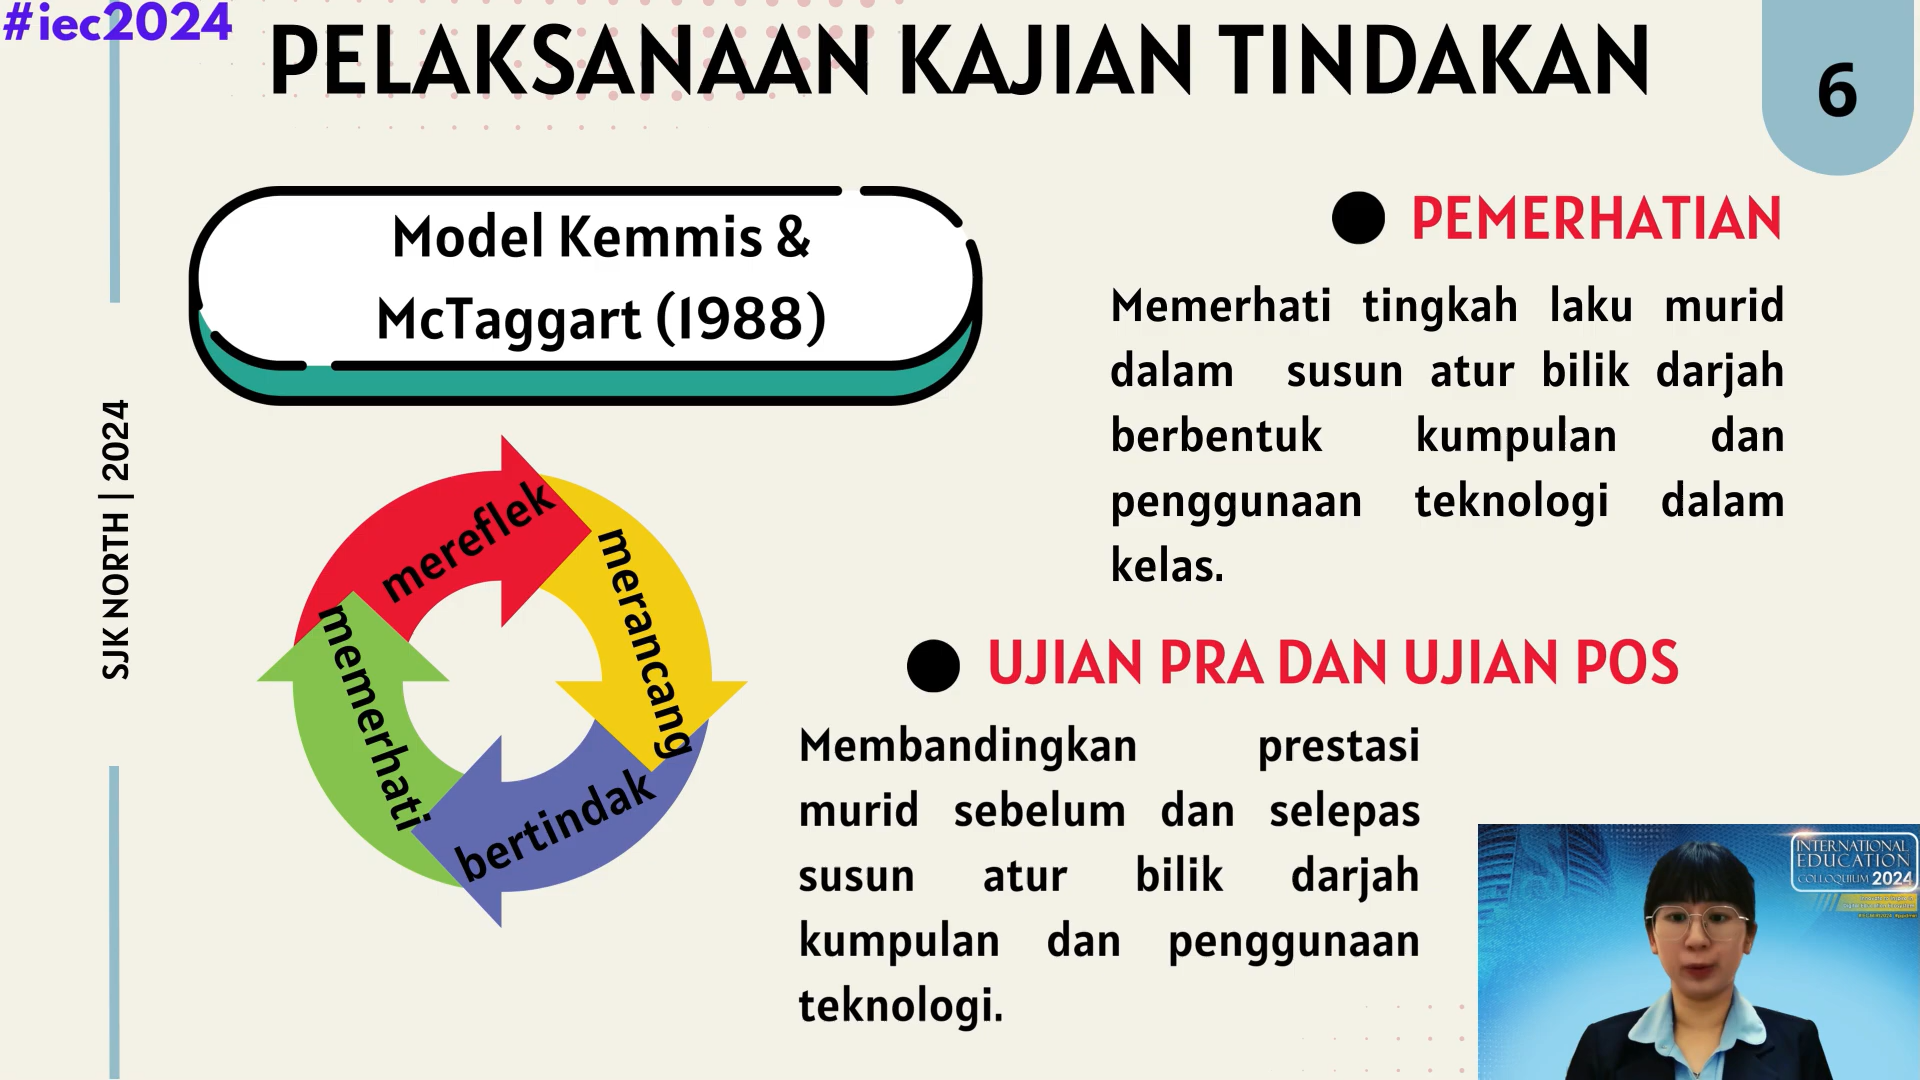 #iec2024
PELAKSANAAN KAJIAN TINDAKAN
6
SJK NORTH | 2024
Model Kemmis &
McTaggart (1988)
mereflek
merancang
bertindak
memerhati
PEMERHATIAN
Memerhati tingkah laku murid
dalam susun atur bilik darjah
berbentuk kumpulan dan
penggunaan teknologi dalam
kelas.
UJIAN PRA DAN UJIAN POS
Membandingkan prestasi
murid sebelum dan selepas
susun atur bilik darjah
kumpulan dan penggunaan
teknologi.
INTERNATIONAL
EDUCATION
COLLOQUIUM 2024